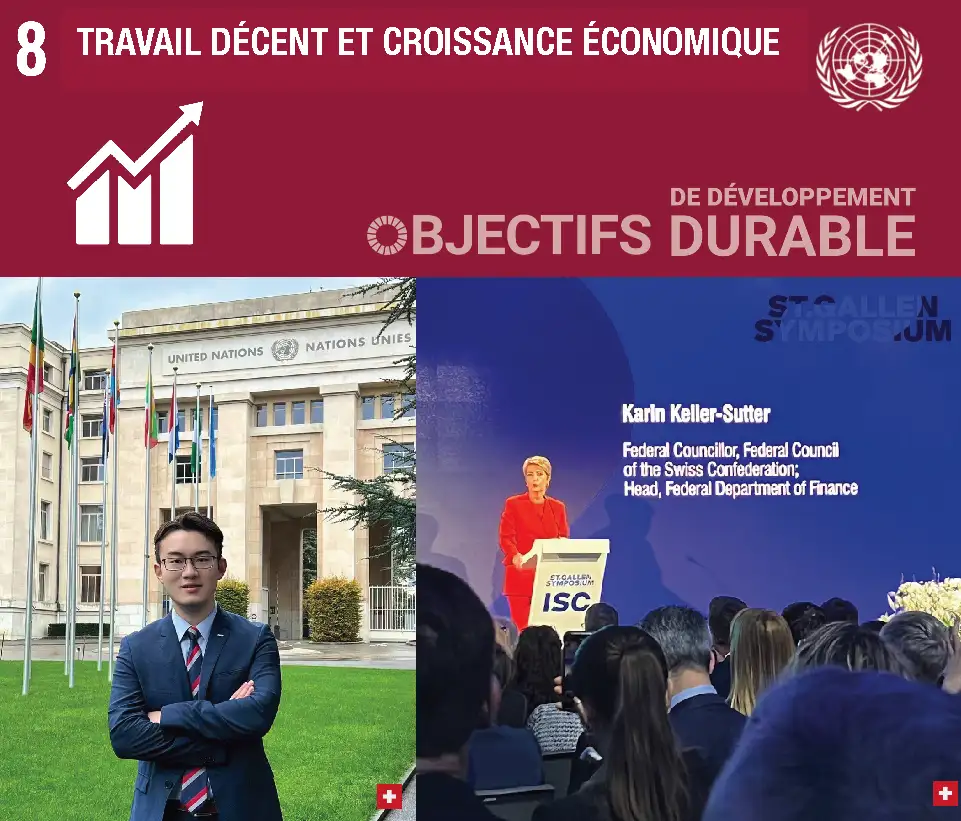 8 TRAVAIL DÉCENT ET CROISSANCE ÉCONOMIQUE
DE DÉVELOPPEMENT
OBJECTIFS DURABLE
UNITED NATIONS NATIONS UNIES
ST.GALLEN
SYMPOSIUM
Karin Keller-Sutter
Federal Councillor, Federal Council
of the Swiss Confederation;
Head, Federal Department of Finance
ST.GALLEN
SYMPOSIUM
ISC